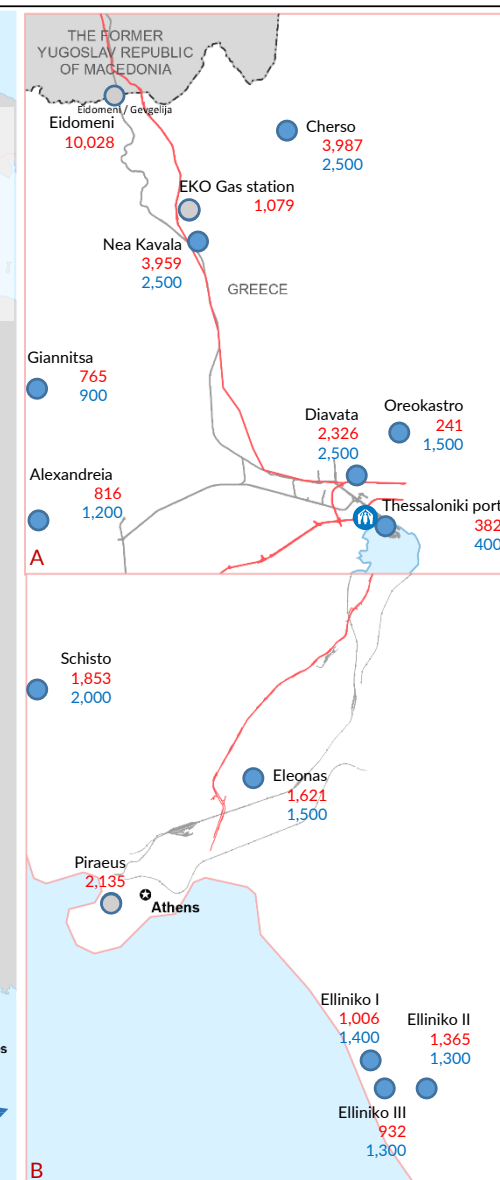 THE FORMER
YUGOSLAV REPUBLIC
OF MACEDONIA
Eidomeni / Gevgelija
Eidomeni
10,028
Cherso
3,987
2,500
EKO Gas station
1,079
Nea Kavala
3,959
2,500
GREECE
Giannitsa
765
900
Diavata
2,326
2,500
Oreokastro
241
1,500
Alexandreia
816
1,200
Thessaloniki port
382
400
A
Schisto
1,853
2,000
Eleonas
1,621
1,500
Piraeus
2,135
Athens
Elliniko I
1,006
1,400
Elliniko II
1,365
1,300
Elliniko III
932
1,300
s
B